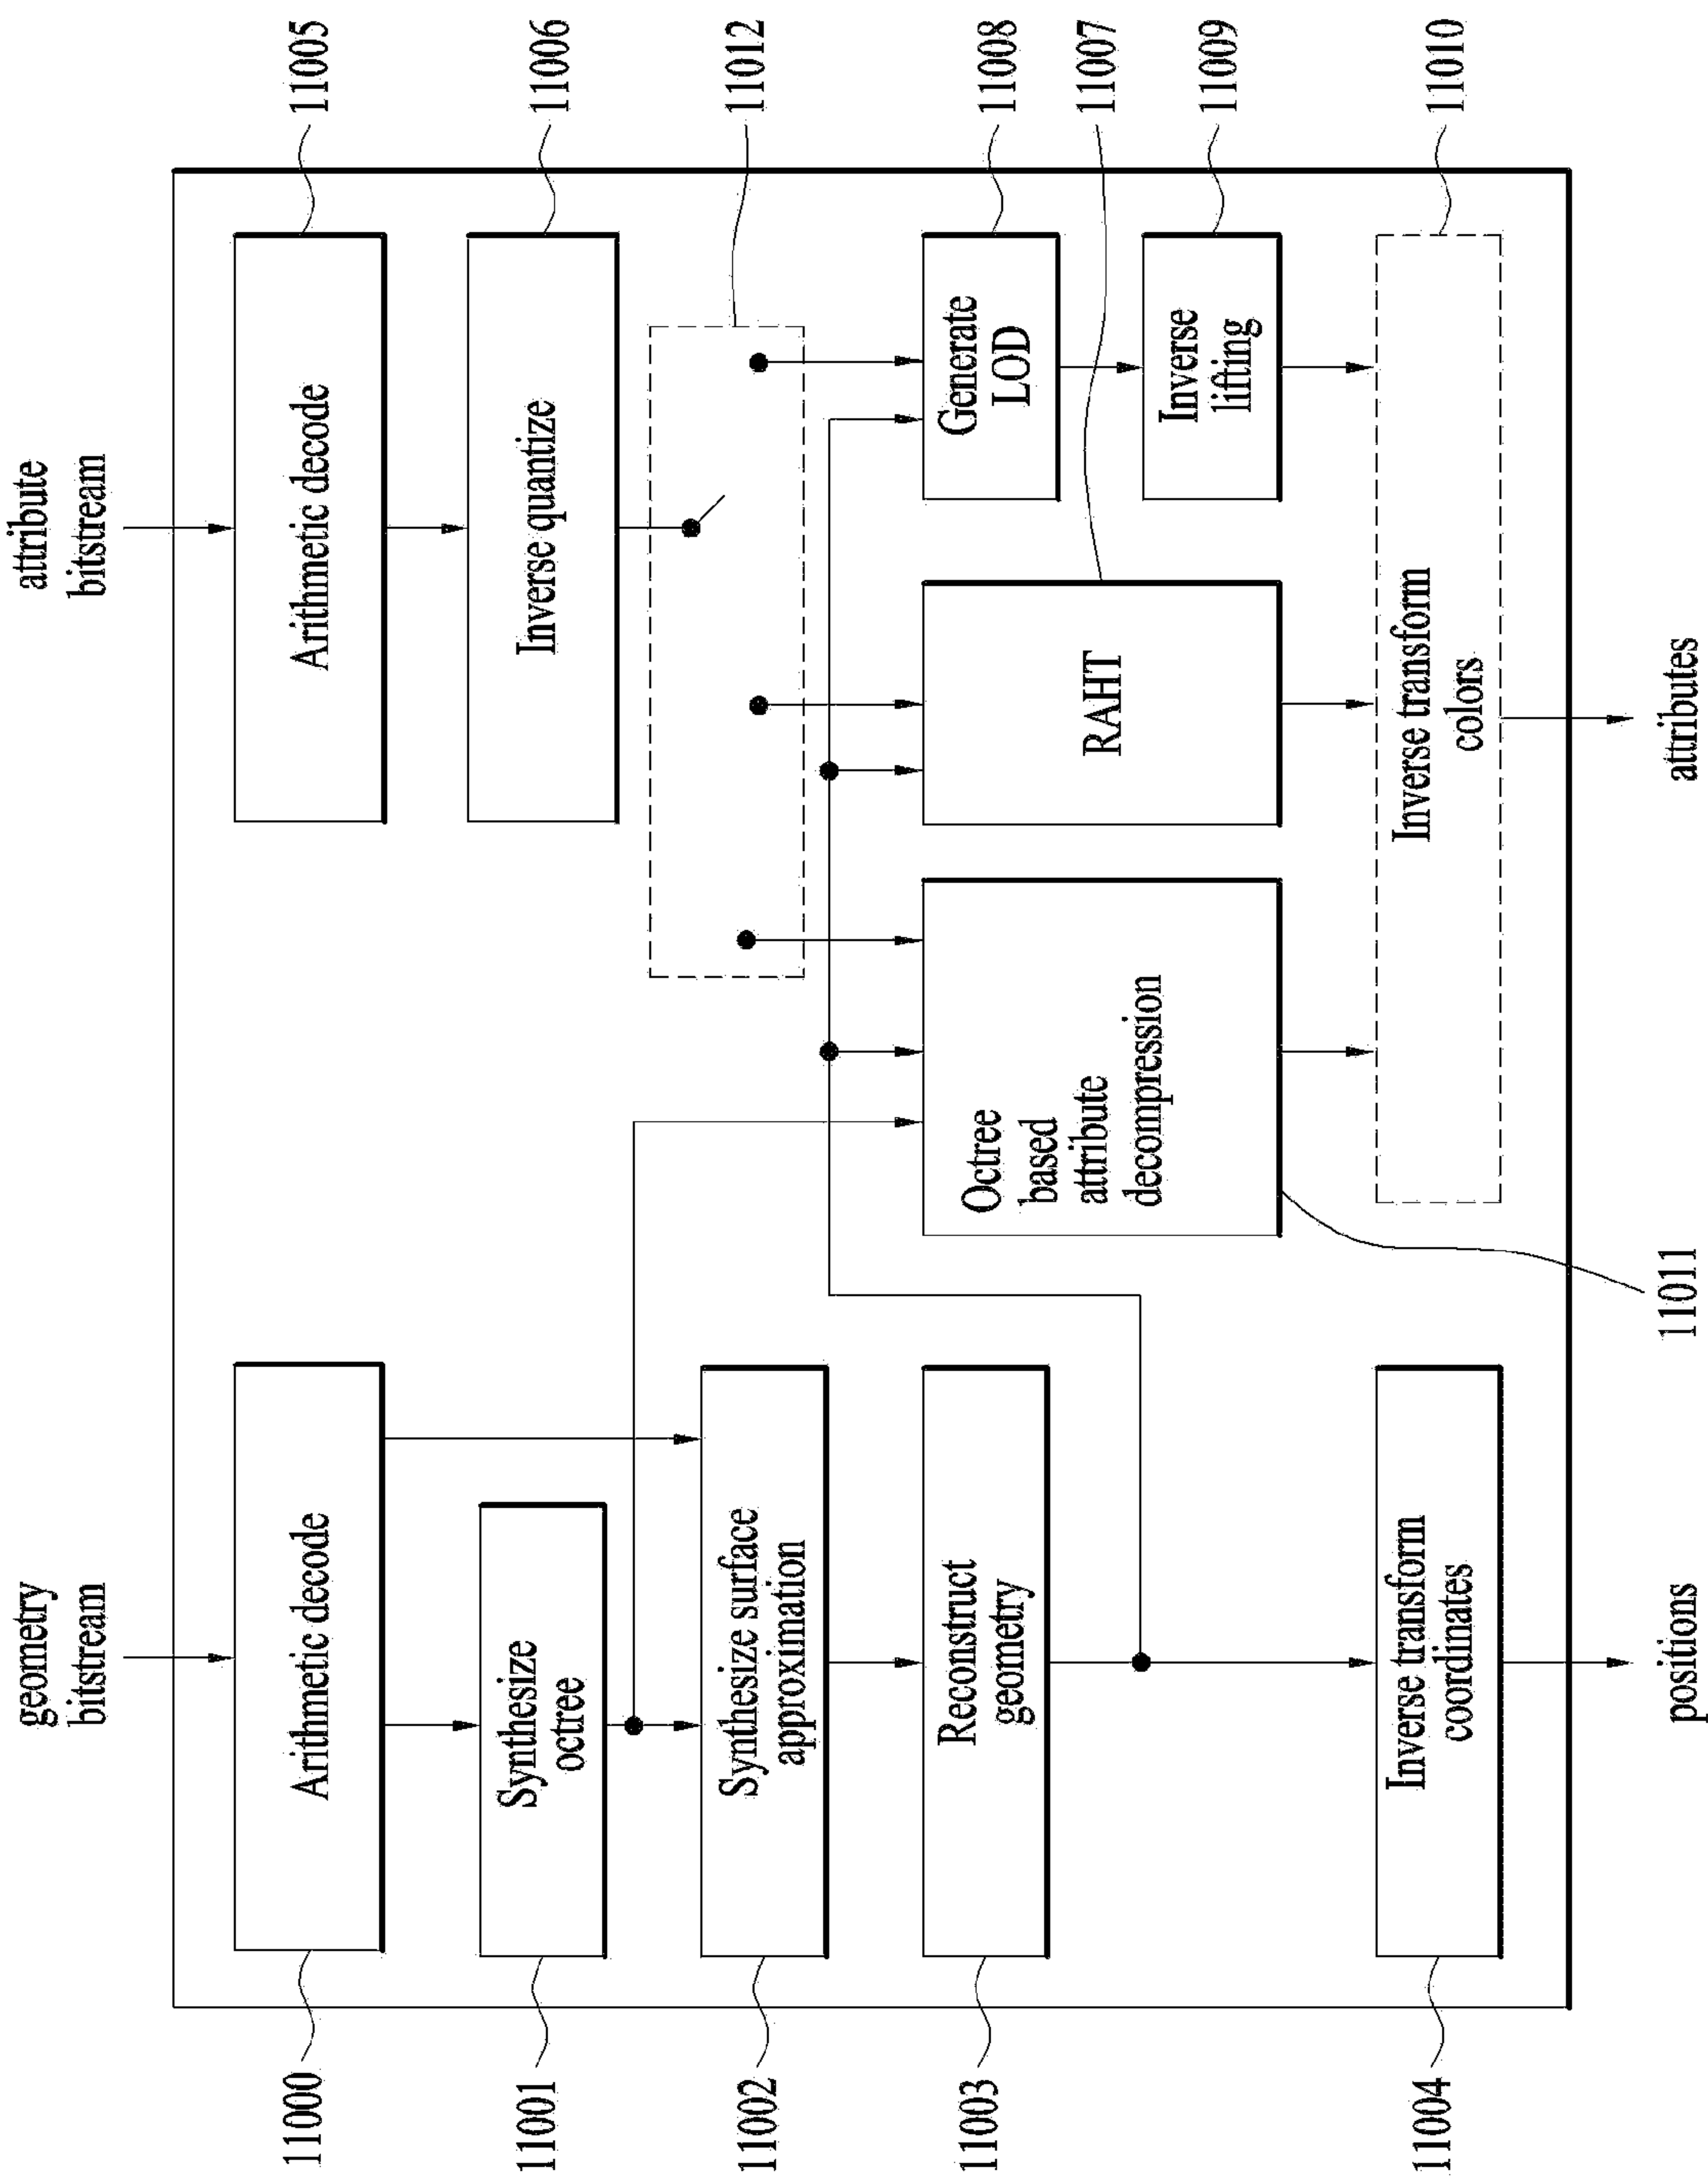 geometry
bitstream
attribute
bitstream
11000
Arithmetic decode
Arithmetic decode
11005
11001
Synthesize
octree
Inverse quantize
11006
11002
Synthesize surface
approximation
11012
11003
Reconstruct
geometry
Octree
based
attribute
decompression
RAHT
11007
Generate
LOD
11008
Inverse
lifting
11009
11004
Inverse transform
coordinates
Inverse transform
colors
11010
11011
positions
attributes